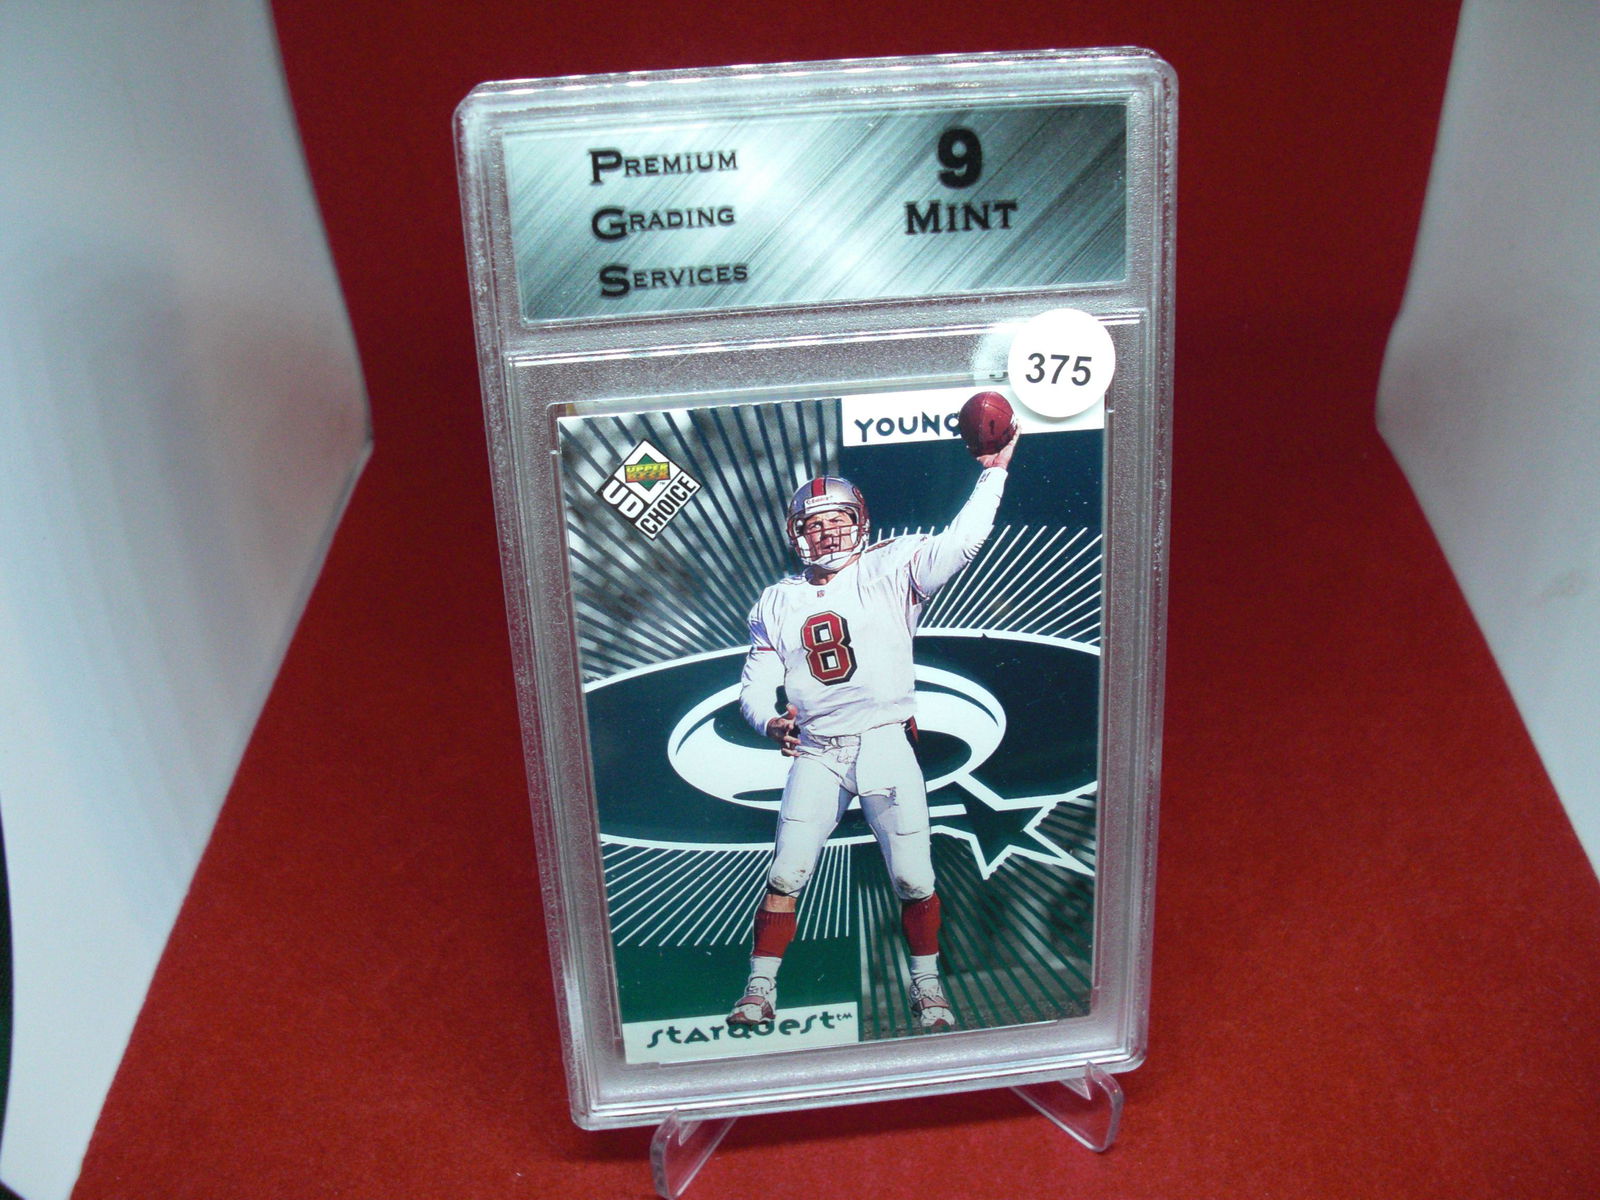 PREMIUM
GRADING
SERVICES
9
MINT
375
YOUNG
UPPER
DECK
UD
CHOICE
8
starquest™